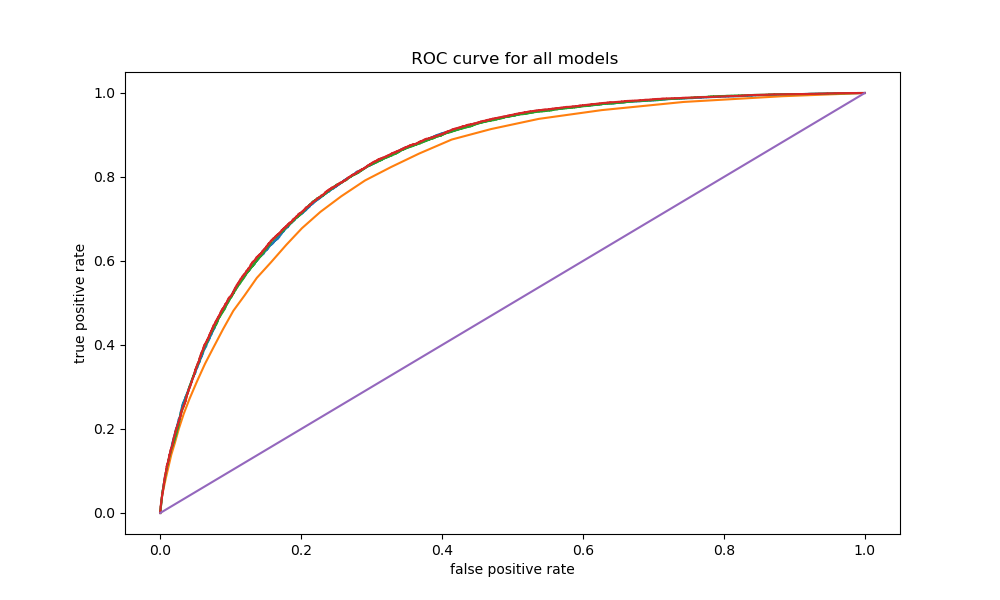 ROC curve for all models
1.0
0.8
0.6
0.4
0.2
0.0
true positive rate
0.0 0.2 0.4 0.6 0.8 1.0
false positive rate